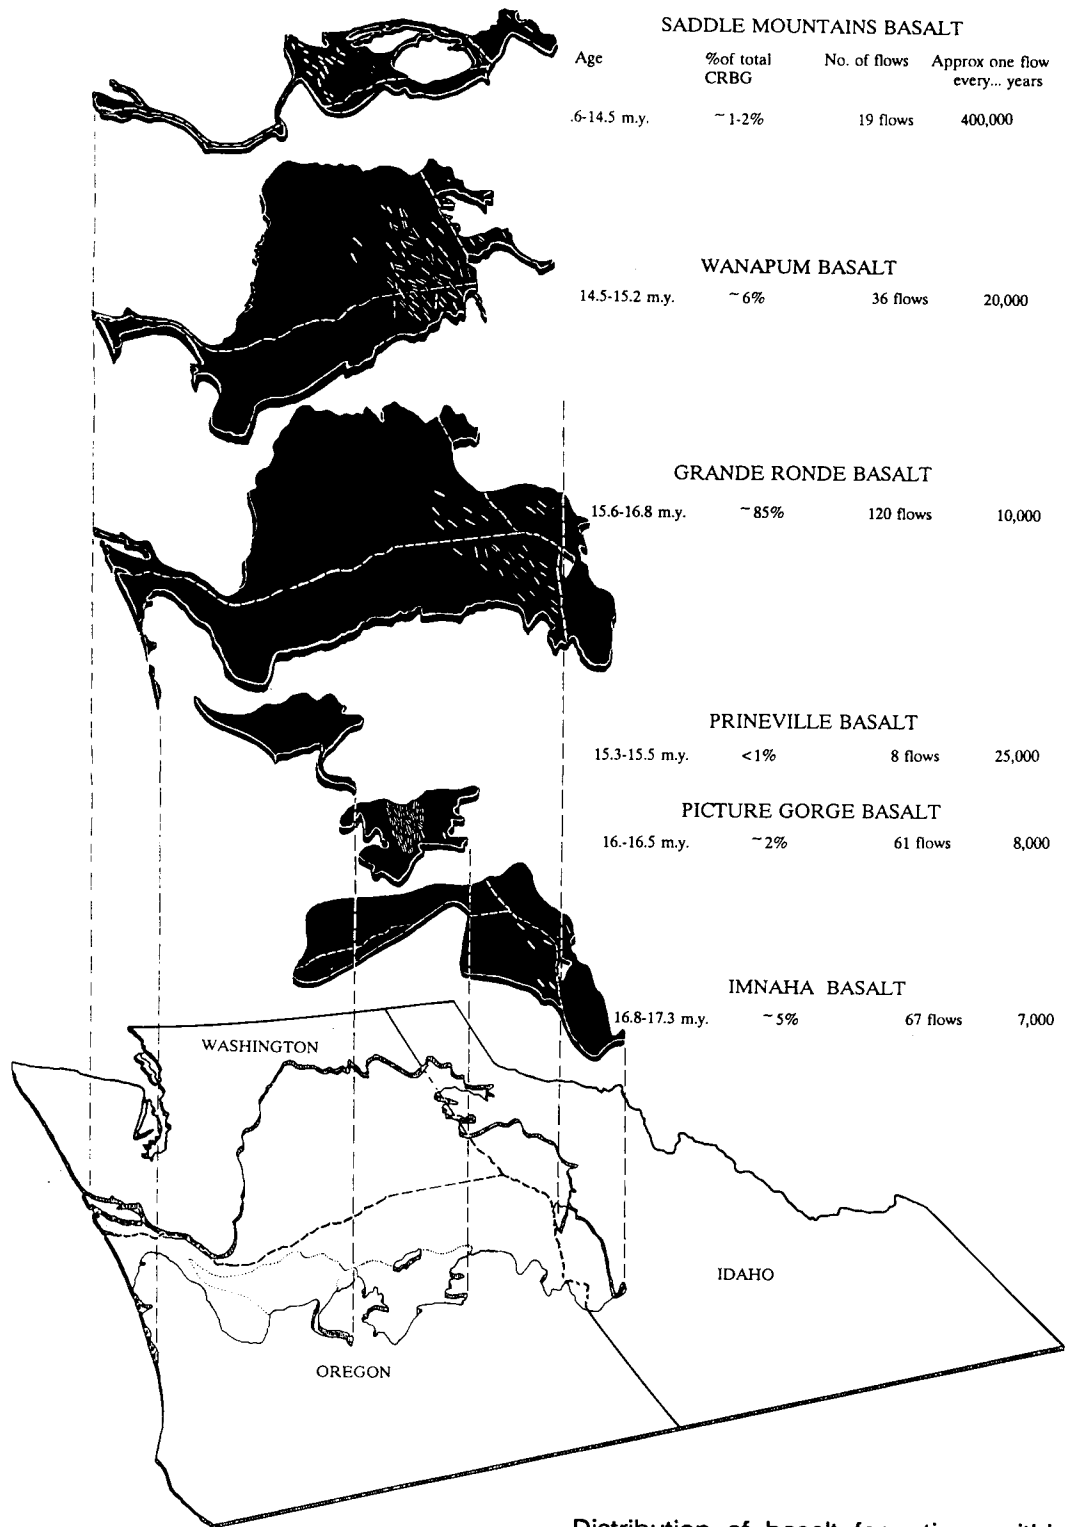 SADDLE MOUNTAINS BASALT
Age %of total No. of flows Approx one flow
CRBG every... years
.6-14.5 m.y. ~1-2% 19 flows 400,000
WANAPUM BASALT
14.5-15.2 m.y. ~6% 36 flows 20,000
GRANDE RONDE BASALT
15.6-16.8 m.y. ~85% 120 flows 10,000
PRINEVILLE BASALT
15.3-15.5 m.y. <1% 8 flows 25,000
PICTURE GORGE BASALT
16.-16.5 m.y. ~2% 61 flows 8,000
IMNAHA BASALT
16.8-17.3 m.y. ~5% 67 flows 7,000
WASHINGTON
IDAHO
OREGON